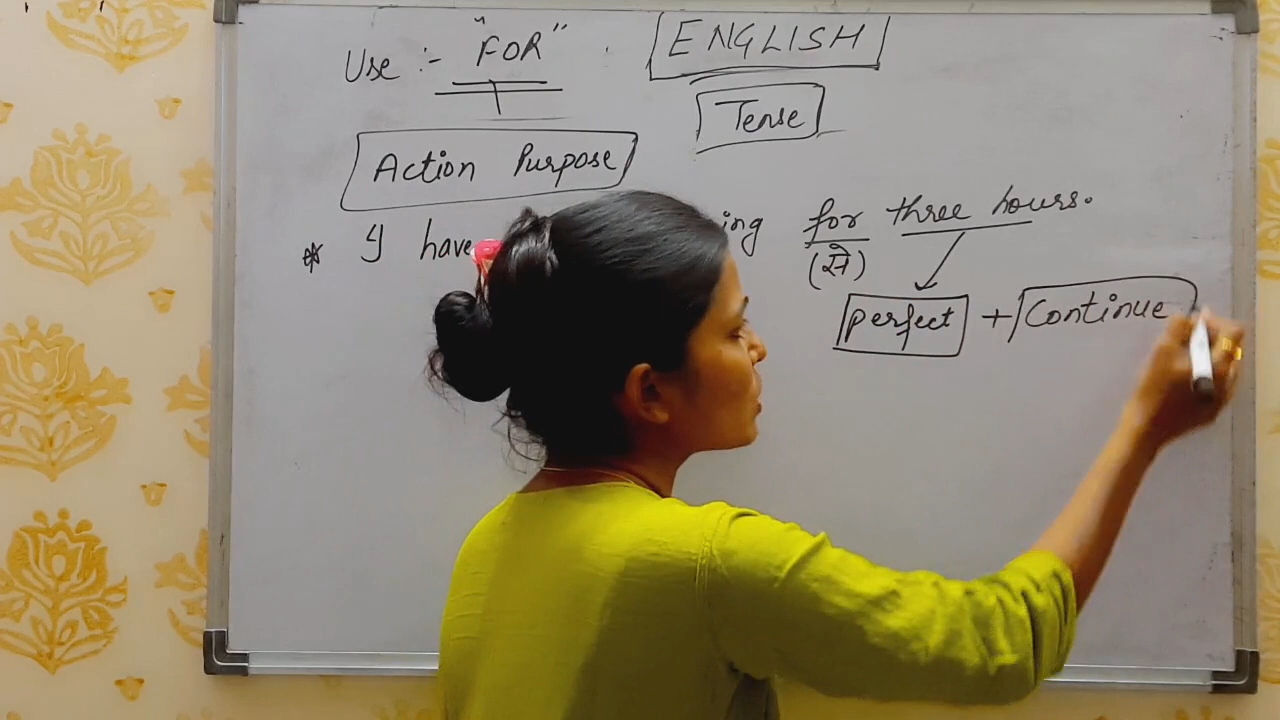 Use :- "FOR" . ENGLISH
Tense
Action Purpose
* I have ing for three hours.
(से)
Perfect + Continue